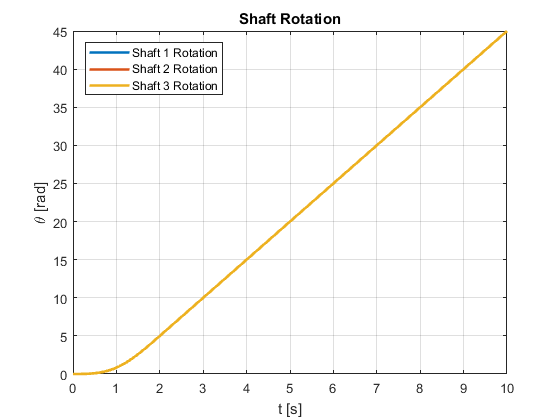 Shaft Rotation
Shaft 1 Rotation
Shaft 2 Rotation
Shaft 3 Rotation
45
40
35
30
25
20
15
10
5
0
θ [rad]
0 1 2 3 4 5 6 7 8 9 10
t [s]